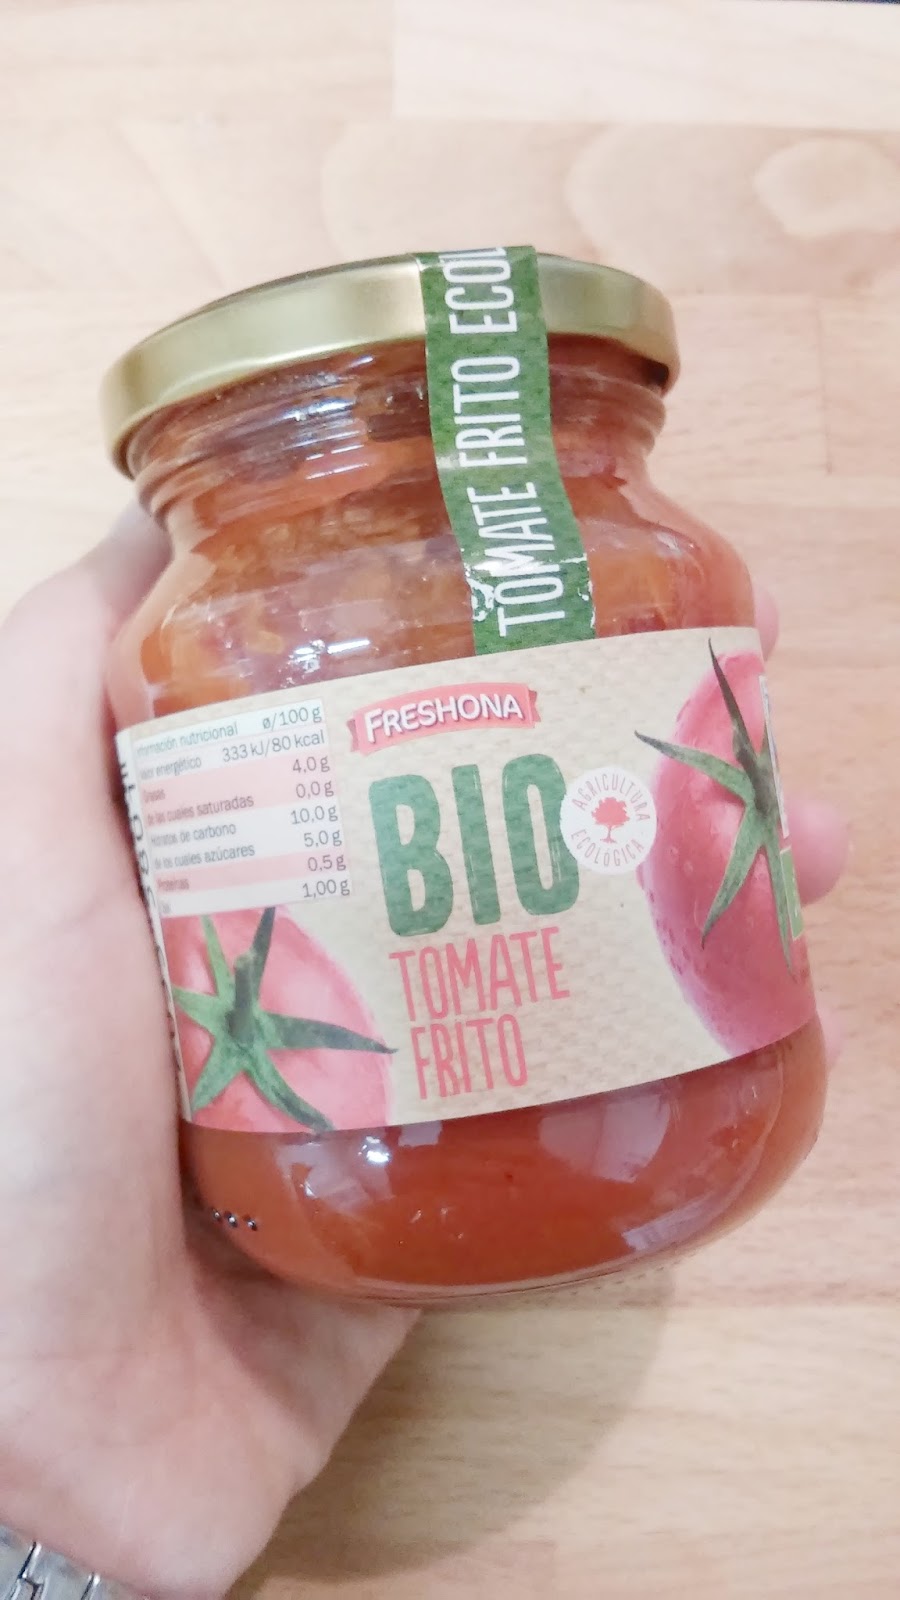 TOMATE FRITO ECOL
FRESHONA
BIO
TOMATE
FRITO
AGRICULTURA
ECOLÓGICA
Información nutricional ø/100 g
Valor energético 333 kJ/80 kcal
Grasas 4,0 g
de las cuales saturadas 0,0 g
Hidratos de carbono 10,0 g
de los cuales azúcares 5,0 g
Proteínas 0,5 g
Sal 1,00 g